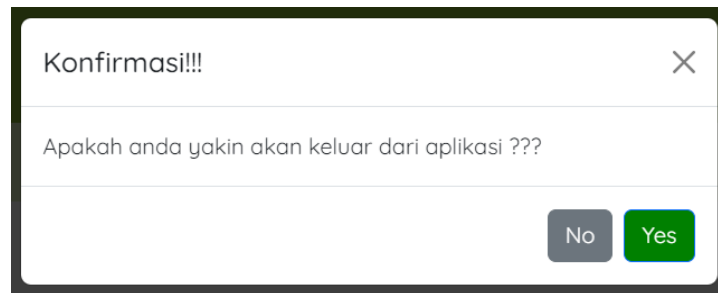 Konfirmasi!!!
Apakah anda yakin akan keluar dari aplikasi ???
No Yes